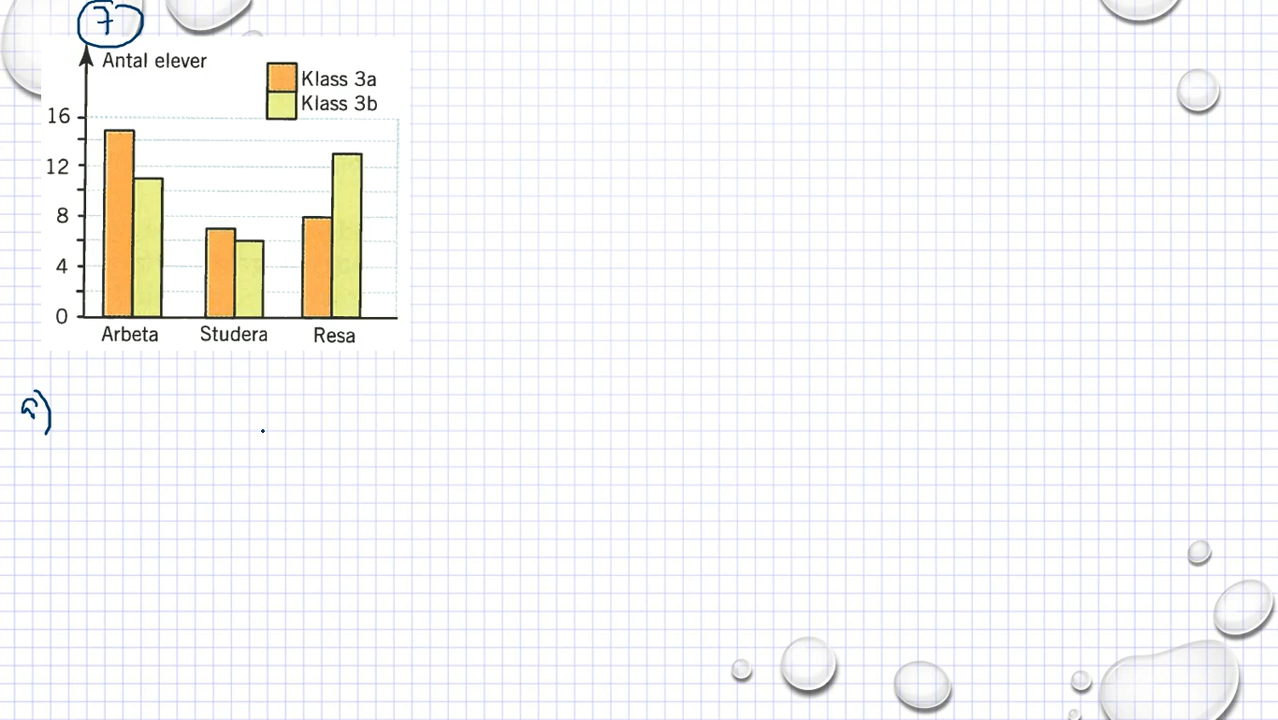 7
Antal elever
Klass 3a
Klass 3b
16
12
8
4
0
Arbeta Studera Resa
a)